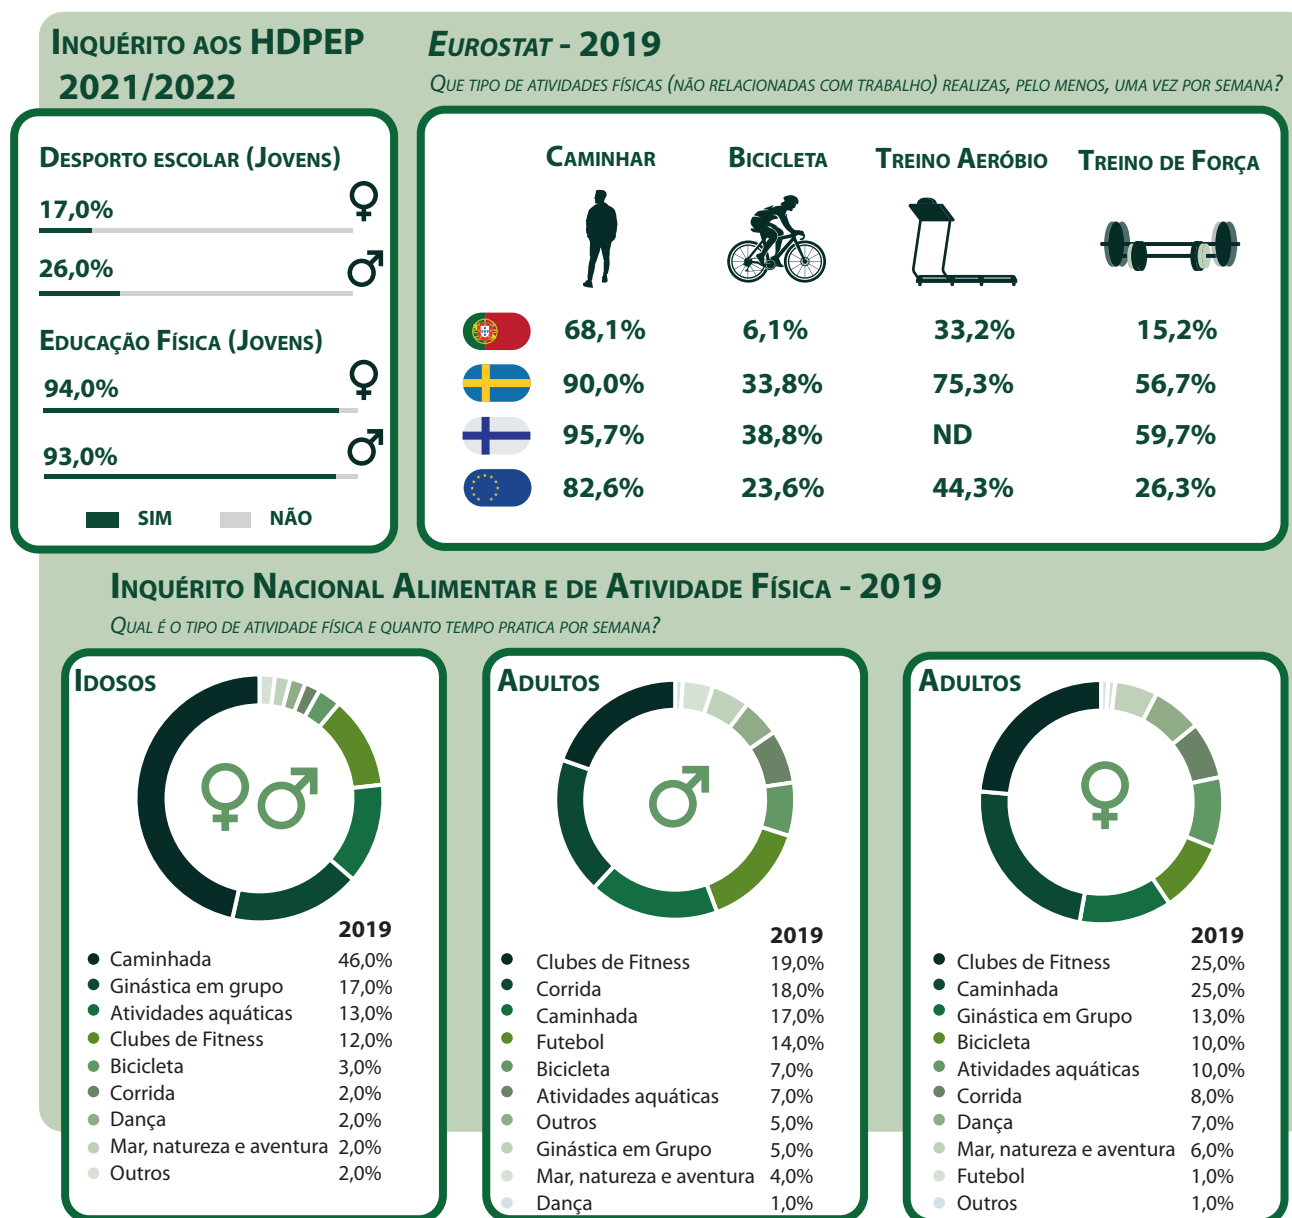 INQUÉRITO AOS HDPEP
2021/2022
DESPORTO ESCOLAR (JOVENS)
17,0%
26,0%
EDUCAÇÃO FÍSICA (JOVENS)
94,0%
93,0%
SIM NÃO
EUROSTAT - 2019
QUE TIPO DE ATIVIDADES FÍSICAS (NÃO RELACIONADAS COM TRABALHO) REALIZAS, PELO MENOS, UMA VEZ POR SEMANA?
CAMINHAR BICICLETA TREINO AERÓBIO TREINO DE FORÇA
68,1% 6,1% 33,2% 15,2%
90,0% 33,8% 75,3% 56,7%
95,7% 38,8% ND 59,7%
82,6% 23,6% 44,3% 26,3%
INQUÉRITO NACIONAL ALIMENTAR E DE ATIVIDADE FÍSICA - 2019
QUAL É O TIPO DE ATIVIDADE FÍSICA E QUANTO TEMPO PRATICA POR SEMANA?
IDOSOS
2019
Caminhada 46,0%
Ginástica em grupo 17,0%
Atividades aquáticas 13,0%
Clubes de Fitness 12,0%
Bicicleta 3,0%
Corrida 2,0%
Dança 2,0%
Mar, natureza e aventura 2,0%
Outros 2,0%
ADULTOS
2019
Clubes de Fitness 19,0%
Corrida 18,0%
Caminhada 17,0%
Futebol 14,0%
Bicicleta 7,0%
Atividades aquáticas 7,0%
Outros 5,0%
Ginástica em Grupo 5,0%
Mar, natureza e aventura 4,0%
Dança 1,0%
ADULTOS
2019
Clubes de Fitness 25,0%
Caminhada 25,0%
Ginástica em Grupo 13,0%
Bicicleta 10,0%
Atividades aquáticas 10,0%
Corrida 8,0%
Dança 7,0%
Mar, natureza e aventura 6,0%
Futebol 1,0%
Outros 1,0%